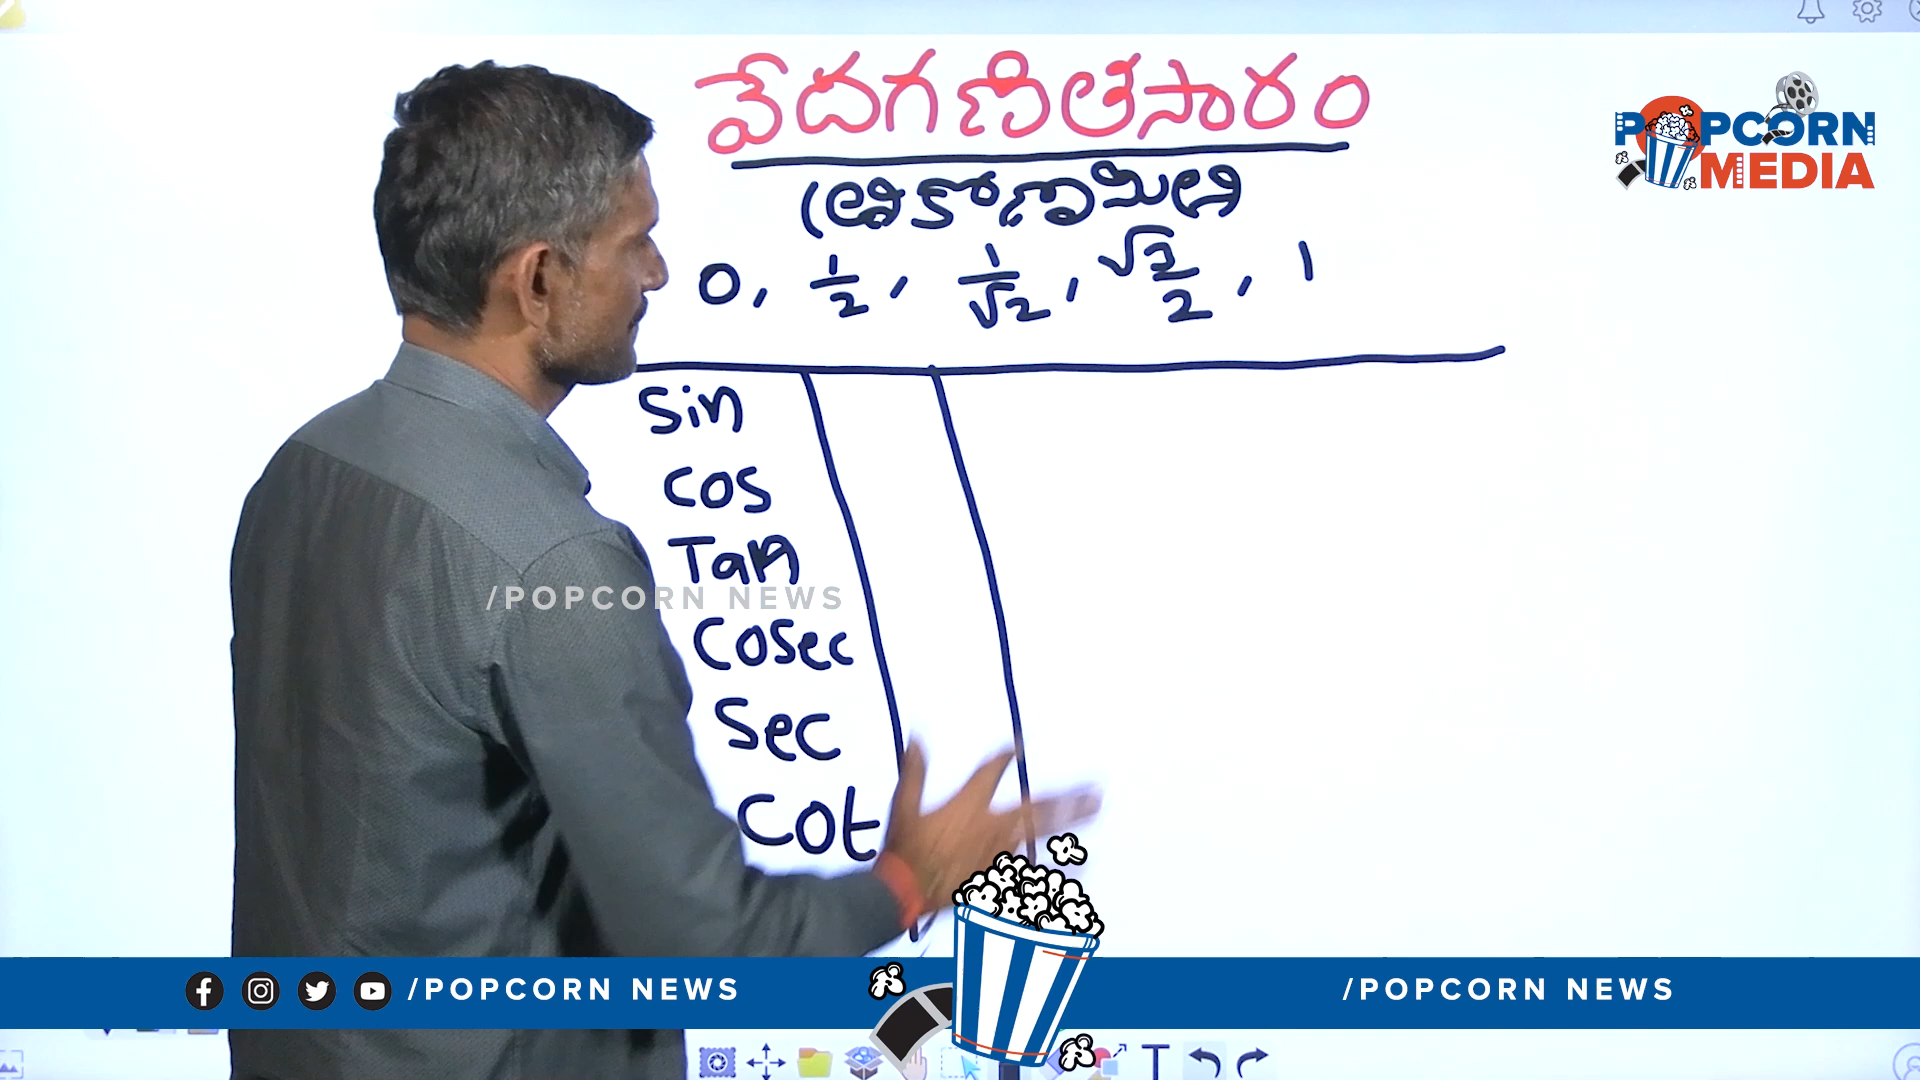 వేదగణితసారం
POPCORN
MEDIA
త్రికోణామితి
0, 1/2, 1/√2, √3/2, 1
Sin
Cos
Tan
/POPCORN NEWS
Cosec
Sec
Cot
/POPCORN NEWS
/POPCORN NEWS